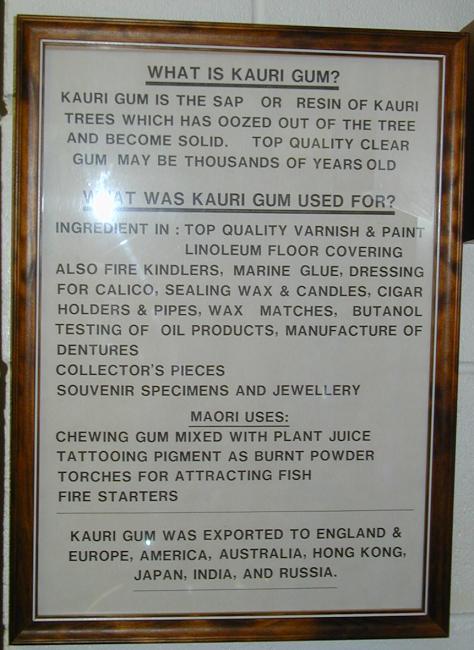 WHAT IS KAURI GUM?
KAURI GUM IS THE SAP OR RESIN OF KAURI
TREES WHICH HAS OOZED OUT OF THE TREE
AND BECOME SOLID. TOP QUALITY CLEAR
GUM MAY BE THOUSANDS OF YEARS OLD
WHAT WAS KAURI GUM USED FOR?
INGREDIENT IN : TOP QUALITY VARNISH & PAINT
LINOLEUM FLOOR COVERING
ALSO FIRE KINDLERS, MARINE GLUE, DRESSING
FOR CALICO, SEALING WAX & CANDLES, CIGAR
HOLDERS & PIPES, WAX MATCHES, BUTANOL
TESTING OF OIL PRODUCTS, MANUFACTURE OF
DENTURES
COLLECTOR'S PIECES
SOUVENIR SPECIMENS AND JEWELLERY
MAORI USES:
CHEWING GUM MIXED WITH PLANT JUICE
TATTOOING PIGMENT AS BURNT POWDER
TORCHES FOR ATTRACTING FISH
FIRE STARTERS
KAURI GUM WAS EXPORTED TO ENGLAND &
EUROPE, AMERICA, AUSTRALIA, HONG KONG,
JAPAN, INDIA, AND RUSSIA.